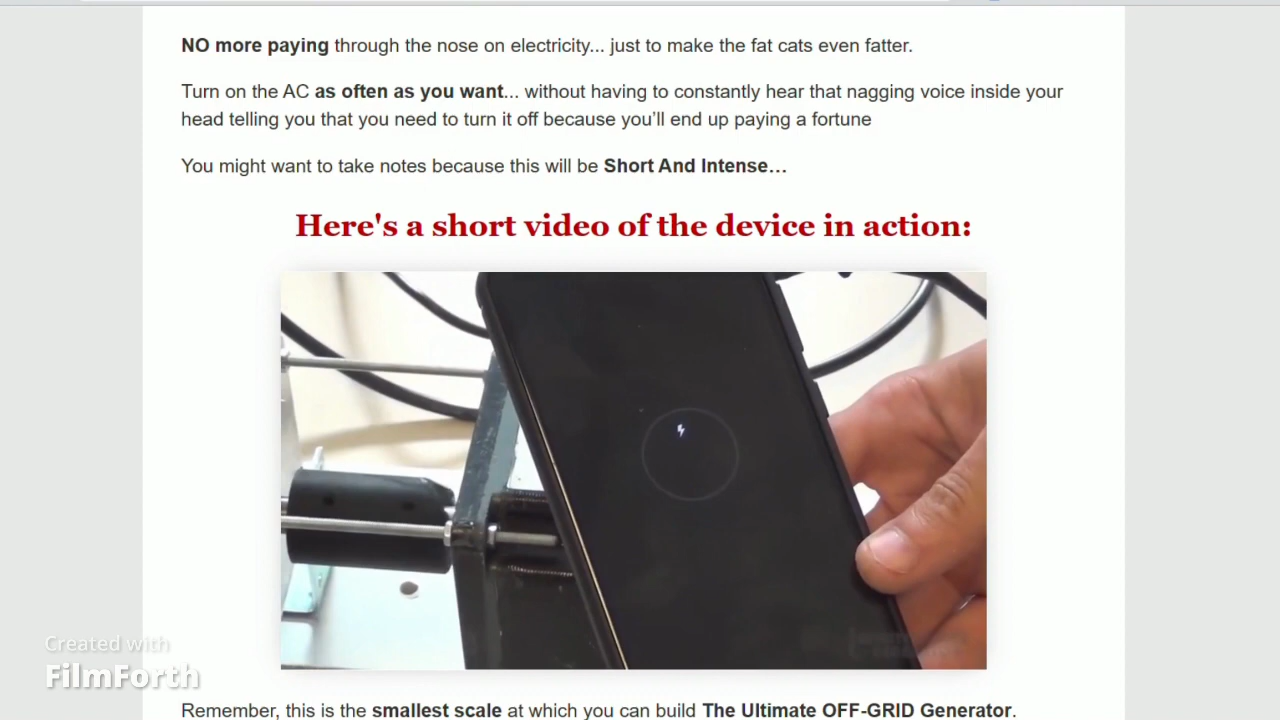 NO more paying through the nose on electricity... just to make the fat cats even fatter.
Turn on the AC as often as you want... without having to constantly hear that nagging voice inside your
head telling you that you need to turn it off because you’ll end up paying a fortune
You might want to take notes because this will be Short And Intense…
Here's a short video of the device in action:
Created with
FilmForth
Remember, this is the smallest scale at which you can build The Ultimate OFF-GRID Generator.